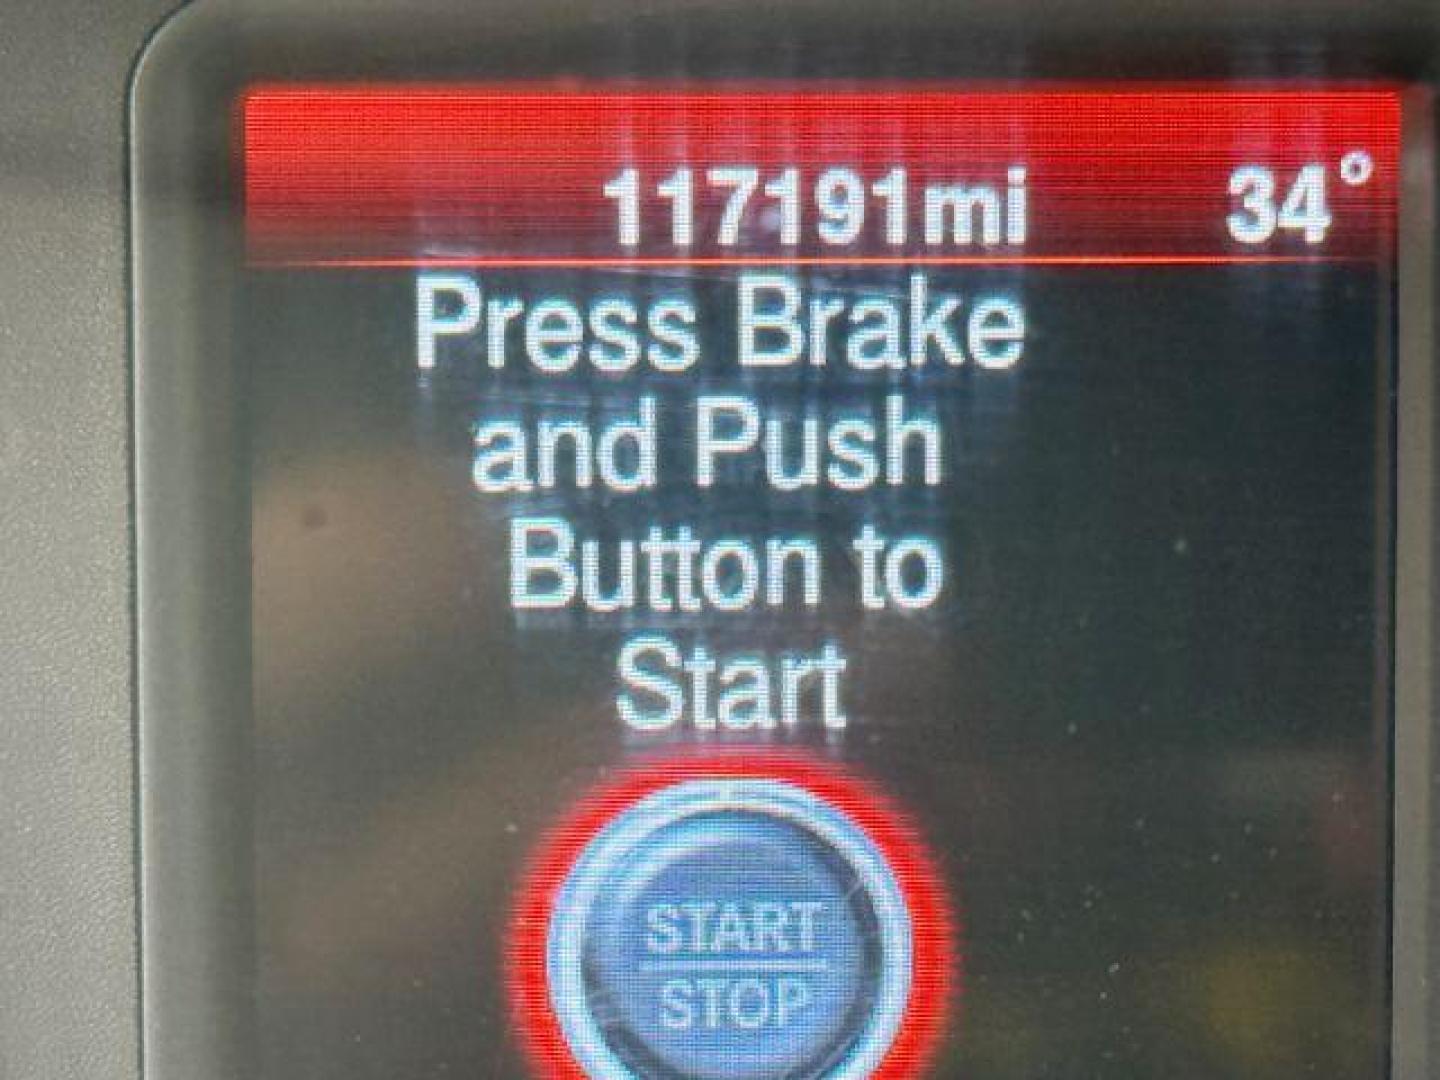 117191mi 34°
Press Brake
and Push
Button to
Start
START
STOP